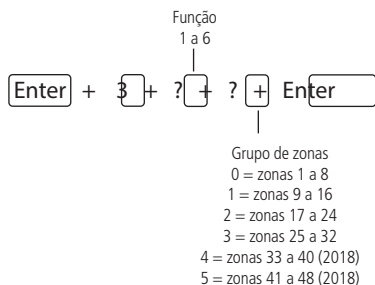 Função
1 a 6
Enter + 3 + ? + ? + Enter
Grupo de zonas
0 = zonas 1 a 8
1 = zonas 9 a 16
2 = zonas 17 a 24
3 = zonas 25 a 32
4 = zonas 33 a 40 (2018)
5 = zonas 41 a 48 (2018)